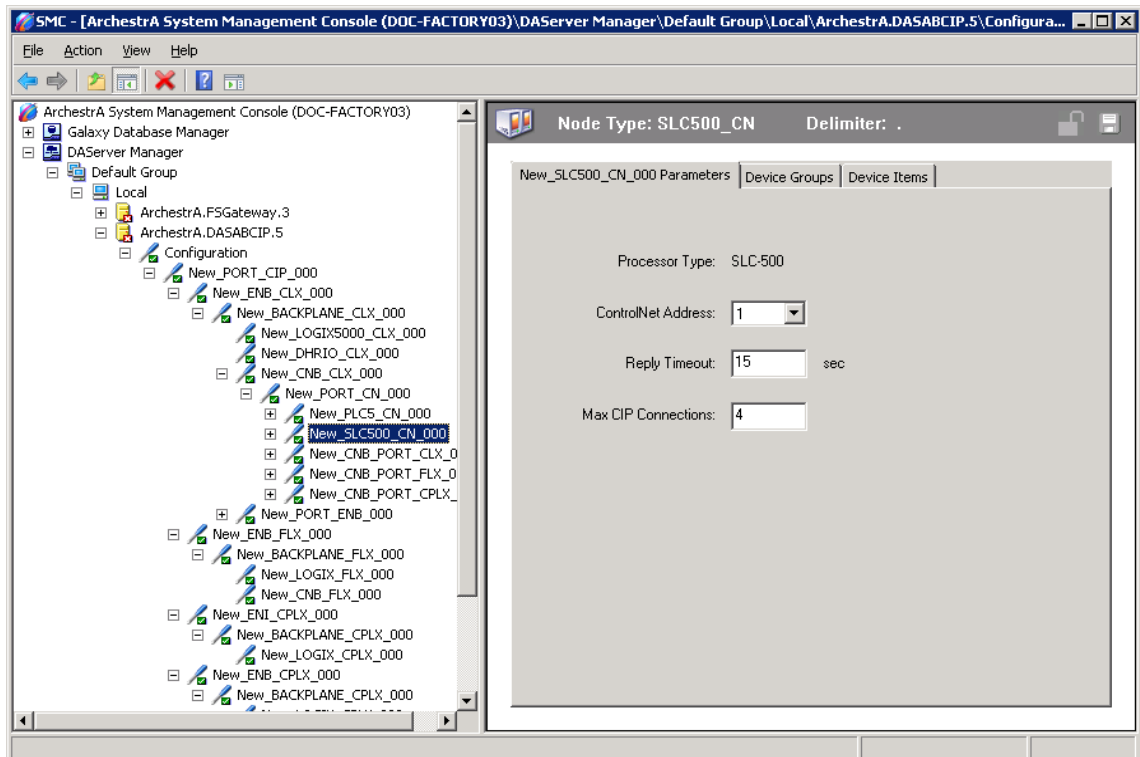 SMC - [ArchestrA System Management Console (DOC-FACTORY03)\DAServer Manager\Default Group\Local\ArchestrA.DASABCIP.5\Configura...
File Action View Help
ArchestrA System Management Console (DOC-FACTORY03)
Galaxy Database Manager
DAServer Manager
Default Group
Local
ArchestrA.FSGateway.3
ArchestrA.DASABCIP.5
Configuration
New_PORT_CIP_000
New_ENB_CLX_000
New_BACKPLANE_CLX_000
New_LOGIX5000_CLX_000
New_DHRIO_CLX_000
New_CNB_CLX_000
New_PORT_CN_000
New_PLC5_CN_000
New_SLC500_CN_000
New_CNB_PORT_CLX_0
New_CNB_PORT_FLX_0
New_CNB_PORT_CPLX_
New_PORT_ENB_000
New_ENB_FLX_000
New_BACKPLANE_FLX_000
New_LOGIX_FLX_000
New_CNB_FLX_000
New_ENI_CPLX_000
New_BACKPLANE_CPLX_000
New_LOGIX_CPLX_000
New_ENB_CPLX_000
New_BACKPLANE_CPLX_000
Node Type: SLC500_CN Delimiter: .
New_SLC500_CN_000 Parameters Device Groups Device Items
Processor Type: SLC-500
ControlNet Address: 1
Reply Timeout: 15 sec
Max CIP Connections: 4